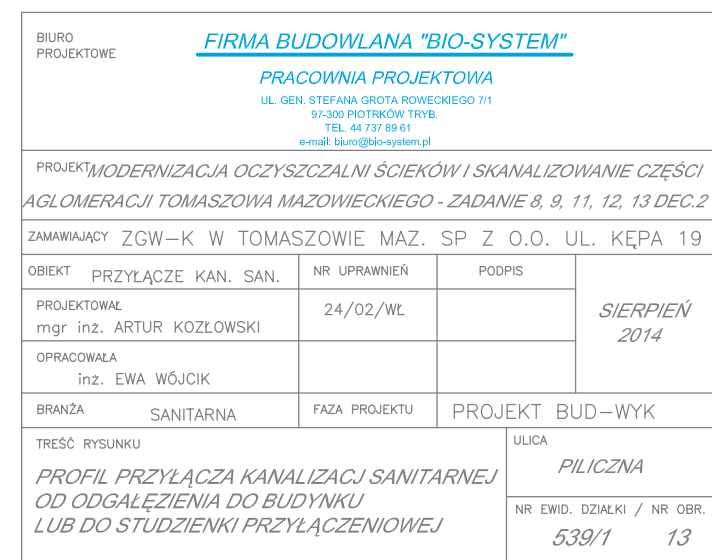 BIURO
PROJEKTOWE
FIRMA BUDOWLANA "BIO-SYSTEM"
PRACOWNIA PROJEKTOWA
UL. GEN. STEFANA GROTA ROWECKIEGO 7/1
97-300 PIOTRKÓW TRYB.
TEL. 44 737 89 61
e-mail: biuro@bio-system.pl
PROJEKT MODERNIZACJA OCZYSZCZALNI ŚCIEKÓW I SKANALIZOWANIE CZĘŚCI
AGLOMERACJI TOMASZOWA MAZOWIECKIEGO - ZADANIE 8, 9, 11, 12, 13 DEC.2
ZAMAWIAJĄCY ZGW-K W TOMASZOWIE MAZ. SP Z O.O. UL. KĘPA 19
OBIEKT PRZYŁĄCZE KAN. SAN.
NR UPRAWNIEŃ
PODPIS
PROJEKTOWAŁ
mgr inż. ARTUR KOZŁOWSKI
24/02/WŁ
SIERPIEŃ
2014
OPRACOWAŁA
inż. EWA WÓJCIK
BRANŻA SANITARNA
FAZA PROJEKTU
PROJEKT BUD-WYK
TREŚĆ RYSUNKU
PROFIL PRZYŁĄCZA KANALIZACJ SANITARNEJ
OD ODGAŁĘZIENIA DO BUDYNKU
LUB DO STUDZIENKI PRZYŁĄCZENIOWEJ
ULICA
PILICZNA
NR EWID. DZIAŁKI / NR OBR.
539/1 13